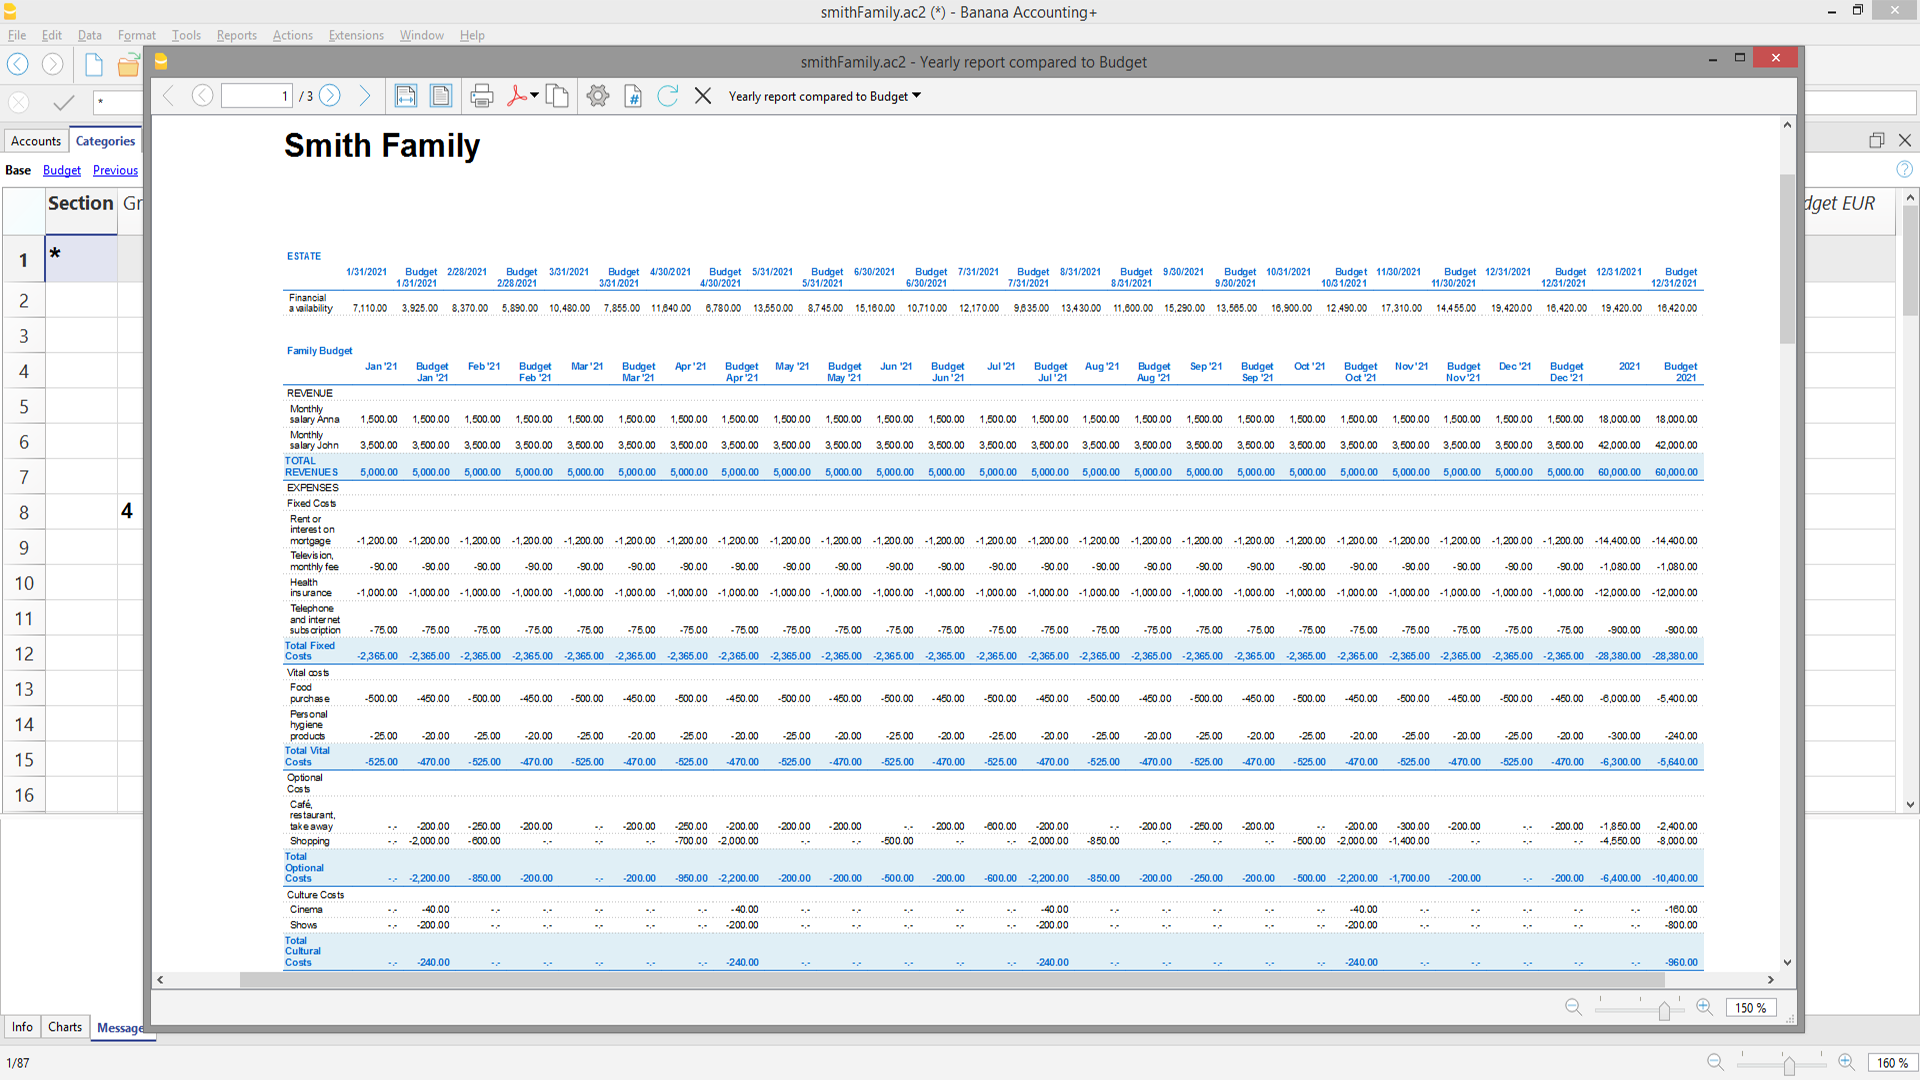 smithFamily.ac2 (*) - Banana Accounting+
File Edit Data Format Tools Reports Actions Extensions Window Help
smithFamily.ac2 - Yearly report compared to Budget
1 / 3 Yearly report compared to Budget
*
Accounts Categories
Base Budget Previous
Section Gr
dget EUR
1 *
2
3
4
5
6
7
8 4
9
10
11
12
13
14
15
16
Smith Family
ESTATE
1/31/2021 Budget 2/28/2021 Budget 3/31/2021 Budget 4/30/2021 Budget 5/31/2021 Budget 6/30/2021 Budget 7/31/2021 Budget 8/31/2021 Budget 9/30/2021 Budget 10/31/2021 Budget 11/30/2021 Budget 12/31/2021 Budget 12/31/2021 Budget
1/31/2021 2/28/2021 3/31/2021 4/30/2021 5/31/2021 6/30/2021 7/31/2021 8/31/2021 9/30/2021 10/31/2021 11/30/2021 12/31/2021 12/31/2021
Financial
availability 7,110.00 3,925.00 8,370.00 5,890.00 10,480.00 7,855.00 11,640.00 6,780.00 13,550.00 8,745.00 15,160.00 10,710.00 12,170.00 9,635.00 13,430.00 11,600.00 15,290.00 13,565.00 16,900.00 12,490.00 17,310.00 14,455.00 19,420.00 16,420.00 19,420.00 16,420.00
Family Budget
Jan '21 Budget Feb '21 Budget Mar '21 Budget Apr '21 Budget May '21 Budget Jun '21 Budget Jul '21 Budget Aug '21 Budget Sep '21 Budget Oct '21 Budget Nov '21 Budget Dec '21 Budget 2021 Budget
Jan '21 Feb '21 Mar '21 Apr '21 May '21 Jun '21 Jul '21 Aug '21 Sep '21 Oct '21 Nov '21 Dec '21 2021
REVENUE
Monthly
salary Anna 1,500.00 1,500.00 1,500.00 1,500.00 1,500.00 1,500.00 1,500.00 1,500.00 1,500.00 1,500.00 1,500.00 1,500.00 1,500.00 1,500.00 1,500.00 1,500.00 1,500.00 1,500.00 1,500.00 1,500.00 1,500.00 1,500.00 1,500.00 1,500.00 18,000.00 18,000.00
Monthly
salary John 3,500.00 3,500.00 3,500.00 3,500.00 3,500.00 3,500.00 3,500.00 3,500.00 3,500.00 3,500.00 3,500.00 3,500.00 3,500.00 3,500.00 3,500.00 3,500.00 3,500.00 3,500.00 3,500.00 3,500.00 3,500.00 3,500.00 3,500.00 3,500.00 42,000.00 42,000.00
TOTAL
REVENUES 5,000.00 5,000.00 5,000.00 5,000.00 5,000.00 5,000.00 5,000.00 5,000.00 5,000.00 5,000.00 5,000.00 5,000.00 5,000.00 5,000.00 5,000.00 5,000.00 5,000.00 5,000.00 5,000.00 5,000.00 5,000.00 5,000.00 5,000.00 5,000.00 60,000.00 60,000.00
EXPENSES
Fixed Costs
Rent or
interest on
mortgage -1,200.00 -1,200.00 -1,200.00 -1,200.00 -1,200.00 -1,200.00 -1,200.00 -1,200.00 -1,200.00 -1,200.00 -1,200.00 -1,200.00 -1,200.00 -1,200.00 -1,200.00 -1,200.00 -1,200.00 -1,200.00 -1,200.00 -1,200.00 -1,200.00 -1,200.00 -1,200.00 -1,200.00 -14,400.00 -14,400.00
Television,
monthly fee -90.00 -90.00 -90.00 -90.00 -90.00 -90.00 -90.00 -90.00 -90.00 -90.00 -90.00 -90.00 -90.00 -90.00 -90.00 -90.00 -90.00 -90.00 -90.00 -90.00 -90.00 -90.00 -90.00 -90.00 -1,080.00 -1,080.00
Health
insurance -1,000.00 -1,000.00 -1,000.00 -1,000.00 -1,000.00 -1,000.00 -1,000.00 -1,000.00 -1,000.00 -1,000.00 -1,000.00 -1,000.00 -1,000.00 -1,000.00 -1,000.00 -1,000.00 -1,000.00 -1,000.00 -1,000.00 -1,000.00 -1,000.00 -1,000.00 -1,000.00 -1,000.00 -12,000.00 -12,000.00
Telephone
and internet
subscription -75.00 -75.00 -75.00 -75.00 -75.00 -75.00 -75.00 -75.00 -75.00 -75.00 -75.00 -75.00 -75.00 -75.00 -75.00 -75.00 -75.00 -75.00 -75.00 -75.00 -75.00 -75.00 -75.00 -75.00 -900.00 -900.00
Total Fixed
Costs -2,365.00 -2,365.00 -2,365.00 -2,365.00 -2,365.00 -2,365.00 -2,365.00 -2,365.00 -2,365.00 -2,365.00 -2,365.00 -2,365.00 -2,365.00 -2,365.00 -2,365.00 -2,365.00 -2,365.00 -2,365.00 -2,365.00 -2,365.00 -2,365.00 -2,365.00 -2,365.00 -2,365.00 -28,380.00 -28,380.00
Vital costs
Food
purchase -500.00 -450.00 -500.00 -450.00 -500.00 -450.00 -500.00 -450.00 -500.00 -450.00 -500.00 -450.00 -500.00 -450.00 -500.00 -450.00 -500.00 -450.00 -500.00 -450.00 -500.00 -450.00 -500.00 -450.00 -6,000.00 -5,400.00
Personal
hygiene
products -25.00 -20.00 -25.00 -20.00 -25.00 -20.00 -25.00 -20.00 -25.00 -20.00 -25.00 -20.00 -25.00 -20.00 -25.00 -20.00 -25.00 -20.00 -25.00 -20.00 -25.00 -20.00 -25.00 -20.00 -300.00 -240.00
Total Vital
Costs -525.00 -470.00 -525.00 -470.00 -525.00 -470.00 -525.00 -470.00 -525.00 -470.00 -525.00 -470.00 -525.00 -470.00 -525.00 -470.00 -525.00 -470.00 -525.00 -470.00 -525.00 -470.00 -525.00 -470.00 -6,300.00 -5,640.00
Optional
Costs
Café,
restaurant,
take away -.- -200.00 -250.00 -200.00 -.- -200.00 -250.00 -200.00 -200.00 -200.00 -.- -200.00 -600.00 -200.00 -.- -200.00 -250.00 -200.00 -.- -200.00 -300.00 -200.00 -.- -200.00 -1,850.00 -2,400.00
Shopping -.- -2,000.00 -600.00 -.- -.- -.- -700.00 -2,000.00 -.- -.- -500.00 -.- -.- -2,000.00 -850.00 -.- -.- -.- -500.00 -2,000.00 -1,400.00 -.- -.- -.- -4,550.00 -8,000.00
Total
Optional
Costs -.- -2,200.00 -850.00 -200.00 -.- -200.00 -950.00 -2,200.00 -200.00 -200.00 -500.00 -200.00 -600.00 -2,200.00 -850.00 -200.00 -250.00 -200.00 -500.00 -2,200.00 -1,700.00 -200.00 -.- -200.00 -6,400.00 -10,400.00
Culture Costs
Cinema -.- -40.00 -.- -.- -.- -.- -.- -40.00 -.- -.- -.- -.- -.- -40.00 -.- -.- -.- -.- -.- -40.00 -.- -.- -.- -.- -.- -160.00
Shows -.- -200.00 -.- -.- -.- -.- -.- -200.00 -.- -.- -.- -.- -.- -200.00 -.- -.- -.- -.- -.- -200.00 -.- -.- -.- -.- -.- -800.00
Total
Cultural
Costs -.- -240.00 -.- -.- -.- -.- -.- -240.00 -.- -.- -.- -.- -.- -240.00 -.- -.- -.- -.- -.- -240.00 -.- -.- -.- -.- -.- -960.00
150 %
Info Charts Message
1/87
160 %